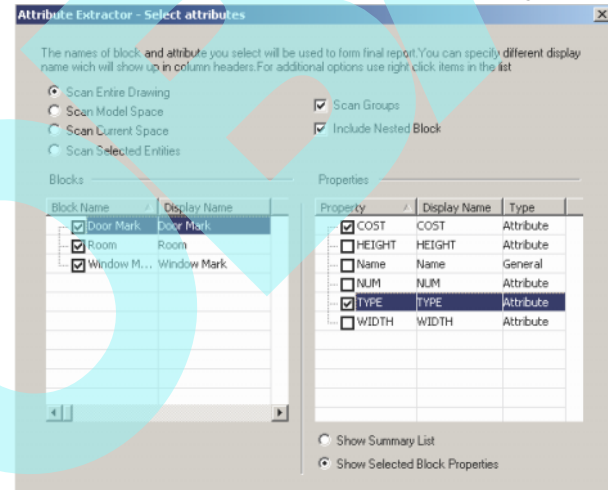 Attribute Extractor - Select attributes
The names of block and attribute you select will be used to form final report.You can specify different display
name wich will show up in column headers.For additional options use right click items in the list
Scan Entire Drawing
Scan Model Space
Scan Current Space
Scan Selected Entities
Scan Groups
Include Nested Block
Blocks
Block Name / Display Name
Door Mark Door Mark
Room Room
Window M... Window Mark
Properties
Property / Display Name Type
COST COST Attribute
HEIGHT HEIGHT Attribute
Name Name General
NUM NUM Attribute
TYPE TYPE Attribute
WIDTH WIDTH Attribute
Show Summary List
Show Selected Block Properties